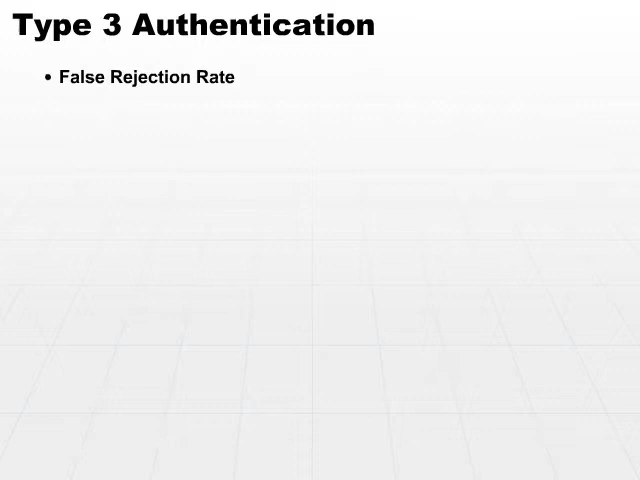 Type 3 Authentication
• False Rejection Rate